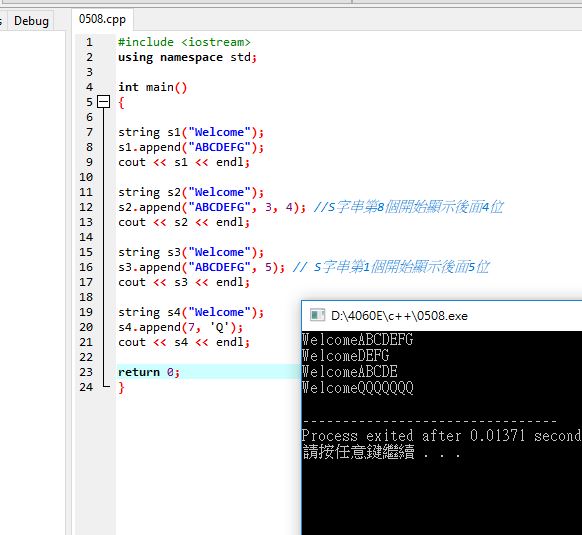 s Debug
0508.cpp
1 #include <iostream>
2 using namespace std;
3
4 int main()
5 {
6
7 string s1("Welcome");
8 s1.append("ABCDEFG");
9 cout << s1 << endl;
10
11 string s2("Welcome");
12 s2.append("ABCDEFG", 3, 4); //S字串第8個開始顯示後面4位
13 cout << s2 << endl;
14
15 string s3("Welcome");
16 s3.append("ABCDEFG", 5); // S字串第1個開始顯示後面5位
17 cout << s3 << endl;
18
19 string s4("Welcome");
20 s4.append(7, 'Q');
21 cout << s4 << endl;
22
23 return 0;
24 }
D:\4060E\c++\0508.exe
WelcomeABCDEFG
WelcomeDEFG
WelcomeABCDE
WelcomeQQQQQQQ
--------------------------------
Process exited after 0.01371 second
請按任意鍵繼續 . . .